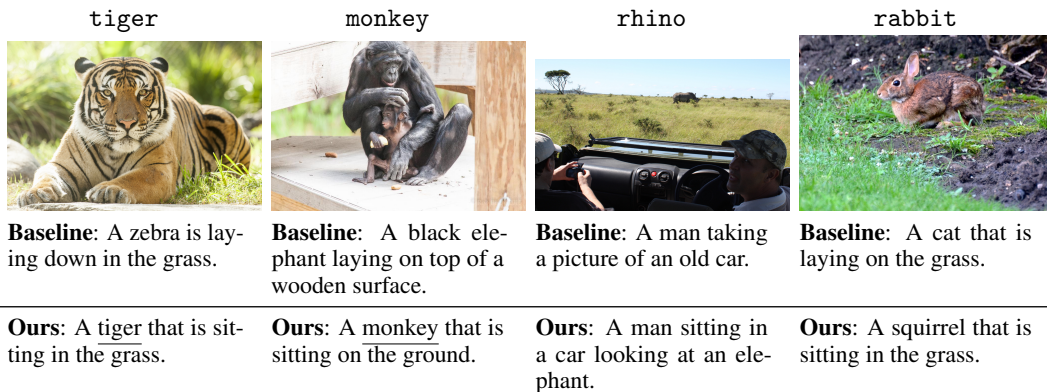 tiger
monkey
rhino
rabbit
Baseline: A zebra is lay-
ing down in the grass.
Baseline: A black ele-
phant laying on top of a
wooden surface.
Baseline: A man taking
a picture of an old car.
Baseline: A cat that is
laying on the grass.
Ours: A tiger that is sit-
ting in the grass.
Ours: A monkey that is
sitting on the ground.
Ours: A man sitting in
a car looking at an ele-
phant.
Ours: A squirrel that is
sitting in the grass.